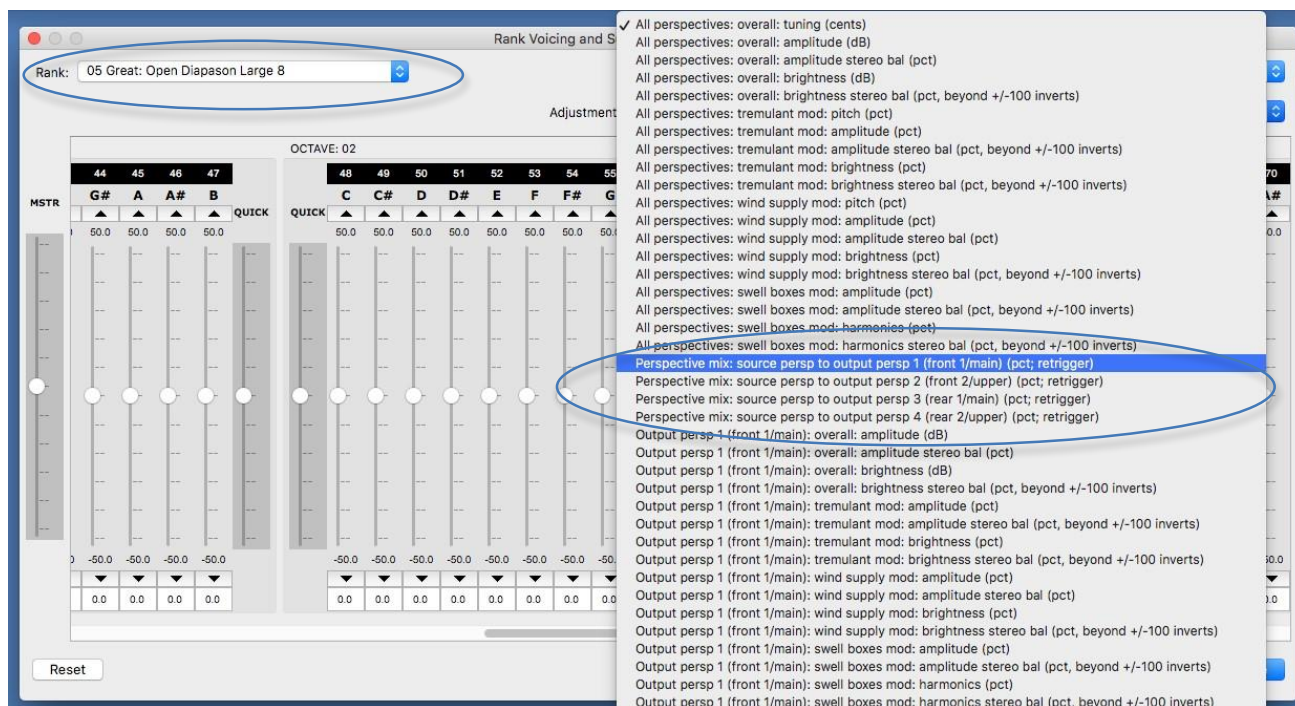 Rank Voicing and S
Rank: 05 Great: Open Diapason Large 8
Adjustment
OCTAVE: 02
44 45 46 47 48 49 50 51 52 53 54 55 70
MSTR G# A A# B QUICK QUICK C C# D D# E F F# G A#
50.0 50.0 50.0 50.0 50.0 50.0 50.0 50.0 50.0 50.0 50.0 50.
-50.0 -50.0 -50.0 -50.0 -50.0 -50.0 -50.0 -50.0 -50.0 -50.0 -50.0 -50.
0.0 0.0 0.0 0.0 0.0 0.0 0.0 0.0 0.0 0.0 0.0 0.0
Reset
✓ All perspectives: overall: tuning (cents)
All perspectives: overall: amplitude (dB)
All perspectives: overall: amplitude stereo bal (pct)
All perspectives: overall: brightness (dB)
All perspectives: overall: brightness stereo bal (pct, beyond +/-100 inverts)
All perspectives: tremulant mod: pitch (pct)
All perspectives: tremulant mod: amplitude (pct)
All perspectives: tremulant mod: amplitude stereo bal (pct, beyond +/-100 inverts)
All perspectives: tremulant mod: brightness (pct)
All perspectives: tremulant mod: brightness stereo bal (pct, beyond +/-100 inverts)
All perspectives: wind supply mod: pitch (pct)
All perspectives: wind supply mod: amplitude (pct)
All perspectives: wind supply mod: amplitude stereo bal (pct)
All perspectives: wind supply mod: brightness (pct)
All perspectives: wind supply mod: brightness stereo bal (pct, beyond +/-100 inverts)
All perspectives: swell boxes mod: amplitude (pct)
All perspectives: swell boxes mod: amplitude stereo bal (pct, beyond +/-100 inverts)
All perspectives: swell boxes mod: harmonics (pct)
All perspectives: swell boxes mod: harmonics stereo bal (pct, beyond +/-100 inverts)
Perspective mix: source persp to output persp 1 (front 1/main) (pct; retrigger)
Perspective mix: source persp to output persp 2 (front 2/upper) (pct; retrigger)
Perspective mix: source persp to output persp 3 (rear 1/main) (pct; retrigger)
Perspective mix: source persp to output persp 4 (rear 2/upper) (pct; retrigger)
Output persp 1 (front 1/main): overall: amplitude (dB)
Output persp 1 (front 1/main): overall: amplitude stereo bal (pct)
Output persp 1 (front 1/main): overall: brightness (dB)
Output persp 1 (front 1/main): overall: brightness stereo bal (pct, beyond +/-100 inverts)
Output persp 1 (front 1/main): tremulant mod: amplitude (pct)
Output persp 1 (front 1/main): tremulant mod: amplitude stereo bal (pct, beyond +/-100 inverts)
Output persp 1 (front 1/main): tremulant mod: brightness (pct)
Output persp 1 (front 1/main): tremulant mod: brightness stereo bal (pct, beyond +/-100 inverts)
Output persp 1 (front 1/main): wind supply mod: amplitude (pct)
Output persp 1 (front 1/main): wind supply mod: amplitude stereo bal (pct)
Output persp 1 (front 1/main): wind supply mod: brightness (pct)
Output persp 1 (front 1/main): wind supply mod: brightness stereo bal (pct, beyond +/-100 inverts)
Output persp 1 (front 1/main): swell boxes mod: amplitude (pct)
Output persp 1 (front 1/main): swell boxes mod: amplitude stereo bal (pct, beyond +/-100 inverts)
Output persp 1 (front 1/main): swell boxes mod: harmonics (pct)
Output persp 1 (front 1/main): swell boxes mod: harmonics stereo bal (pct, beyond +/-100 inverts)